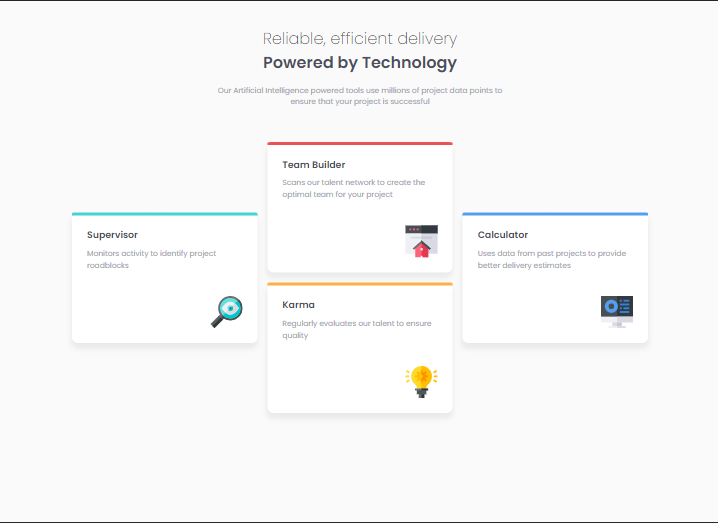 Reliable, efficient delivery
Powered by Technology
Our Artificial Intelligence powered tools use millions of project data points to
ensure that your project is successful
Supervisor
Monitors activity to identify project
roadblocks
Team Builder
Scans our talent network to create the
optimal team for your project
Karma
Regularly evaluates our talent to ensure
quality
Calculator
Uses data from past projects to provide
better delivery estimates